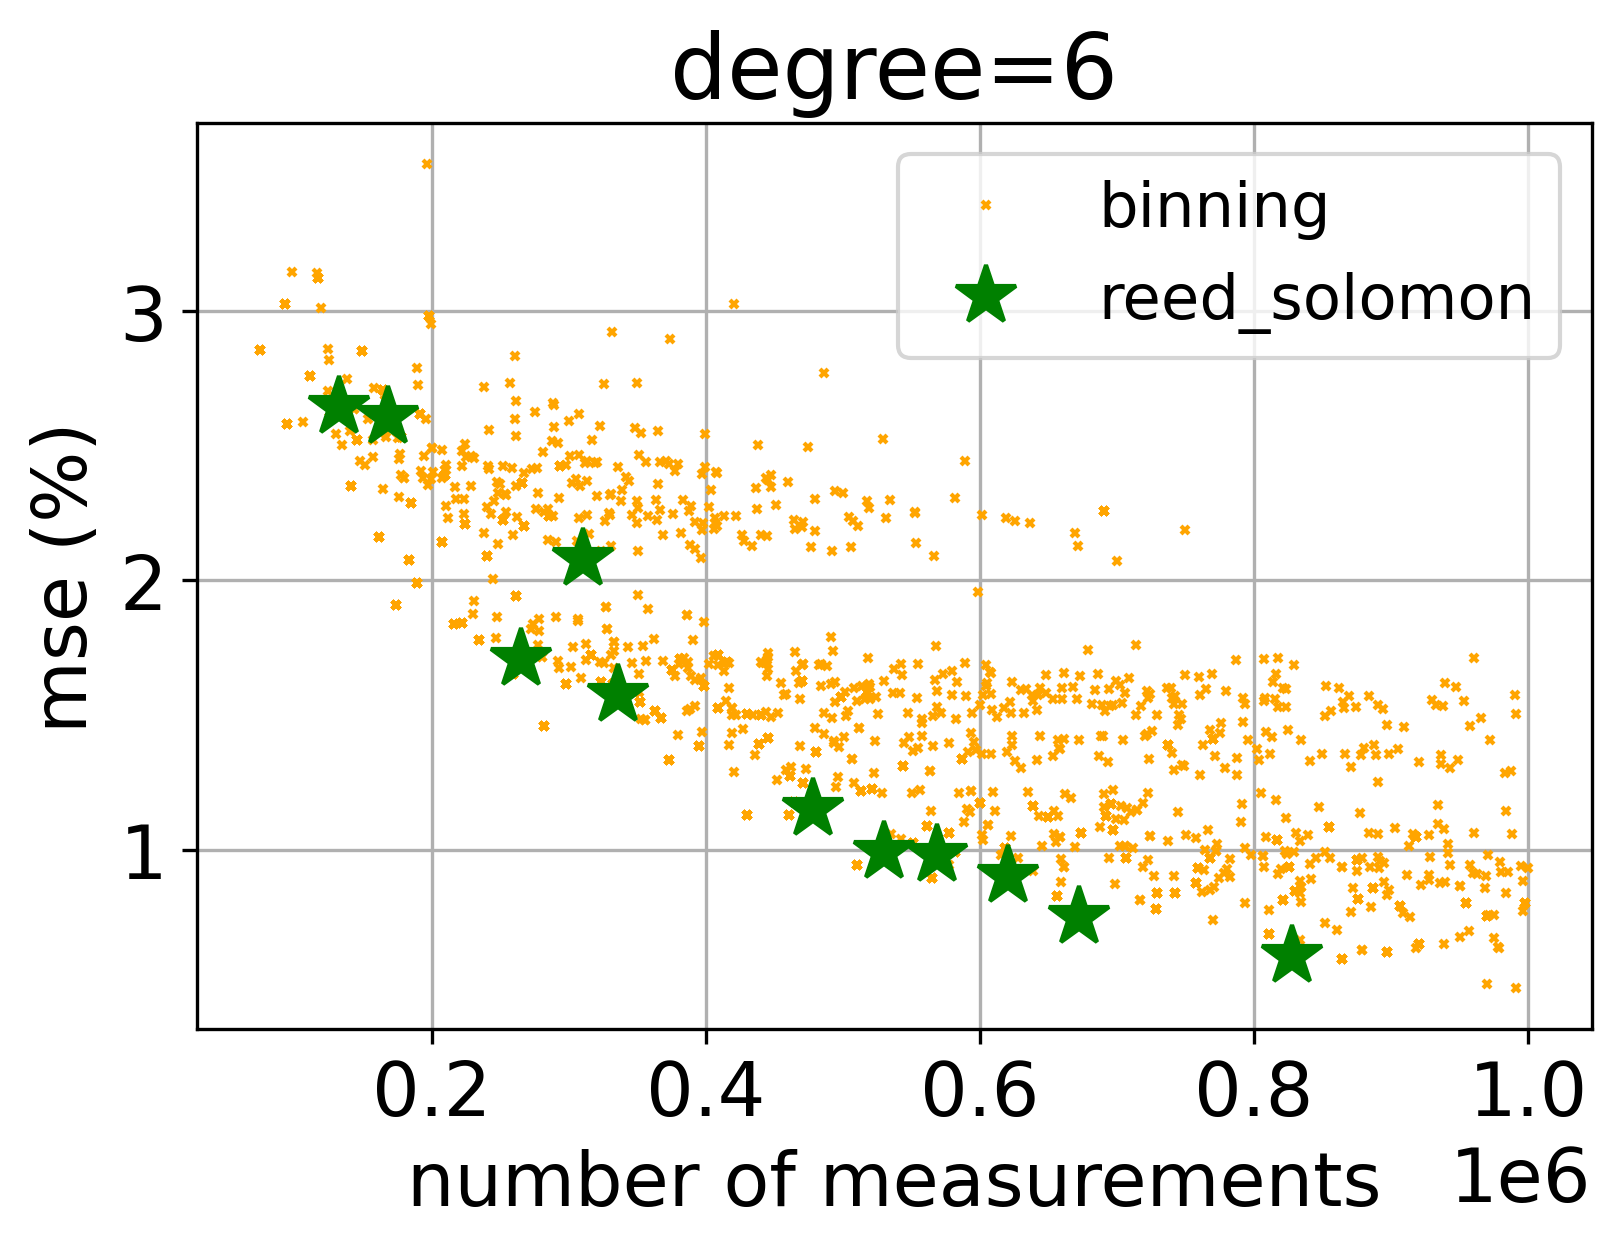 degree=6
binning
reed_solomon
3
2
1
mse (%)
0.2 0.4 0.6 0.8 1.0
number of measurements 1e6